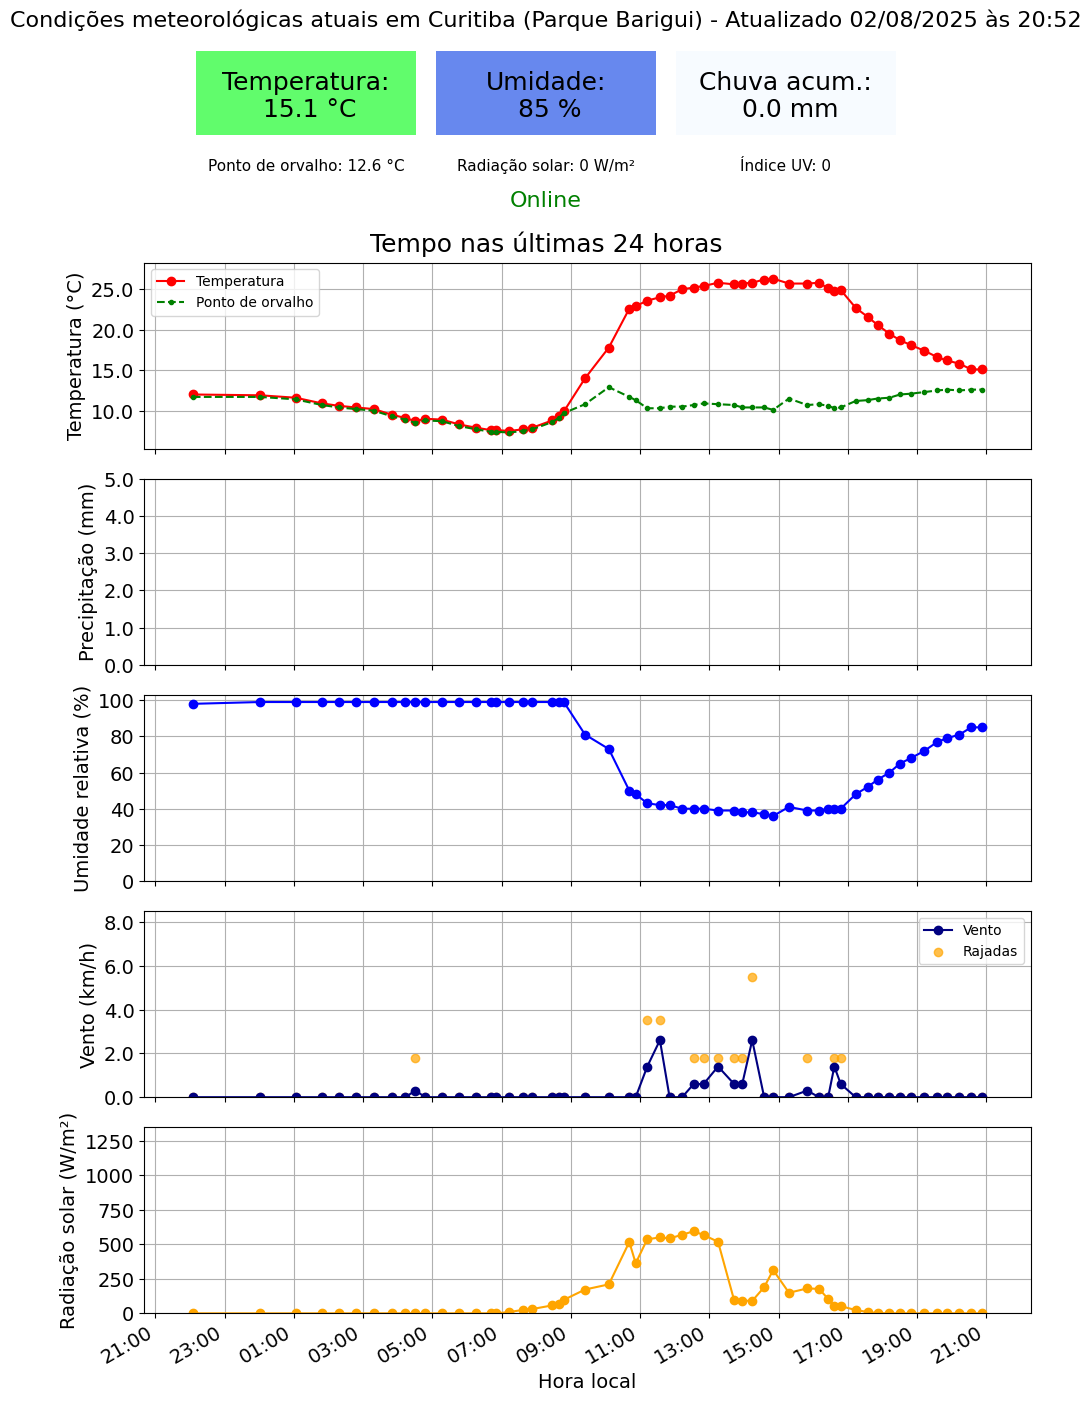 Condições meteorológicas atuais em Curitiba (Parque Barigui) - Atualizado 02/08/2025 às 20:52
Temperatura:
15.1 °C
Umidade:
85 %
Chuva acum.:
0.0 mm
Ponto de orvalho: 12.6 °C
Radiação solar: 0 W/m²
Índice UV: 0
Online
Tempo nas últimas 24 horas
Temperatura (°C)
25.0
20.0
15.0
10.0
Temperatura
Ponto de orvalho
Precipitação (mm)
5.0
4.0
3.0
2.0
1.0
0.0
Umidade relativa (%)
100
80
60
40
20
0
Vento (km/h)
8.0
6.0
4.0
2.0
0.0
Vento
Rajadas
Radiação solar (W/m²)
1250
1000
750
500
250
0
21:00
23:00
01:00
03:00
05:00
07:00
09:00
11:00
13:00
15:00
17:00
19:00
21:00
Hora local